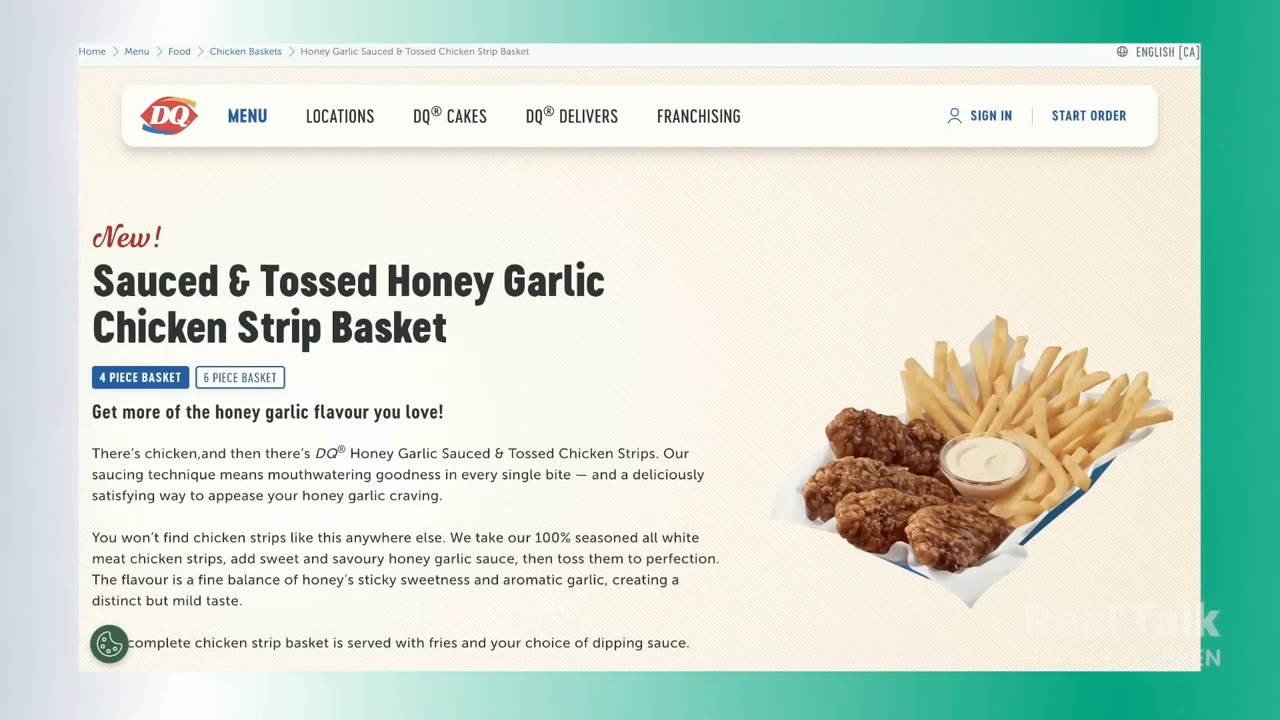 Home > Menu > Food > Chicken Baskets > Honey Garlic Sauced & Tossed Chicken Strip Basket
ENGLISH [CA]
DQ
MENU LOCATIONS DQ® CAKES DQ® DELIVERS FRANCHISING
SIGN IN START ORDER
New!
Sauced & Tossed Honey Garlic
Chicken Strip Basket
4 PIECE BASKET 6 PIECE BASKET
Get more of the honey garlic flavour you love!
There's chicken,and then there's DQ® Honey Garlic Sauced & Tossed Chicken Strips. Our
saucing technique means mouthwatering goodness in every single bite — and a deliciously
satisfying way to appease your honey garlic craving.
You won't find chicken strips like this anywhere else. We take our 100% seasoned all white
meat chicken strips, add sweet and savoury honey garlic sauce, then toss them to perfection.
The flavour is a fine balance of honey's sticky sweetness and aromatic garlic, creating a
distinct but mild taste.
complete chicken strip basket is served with fries and your choice of dipping sauce.
Real Talk